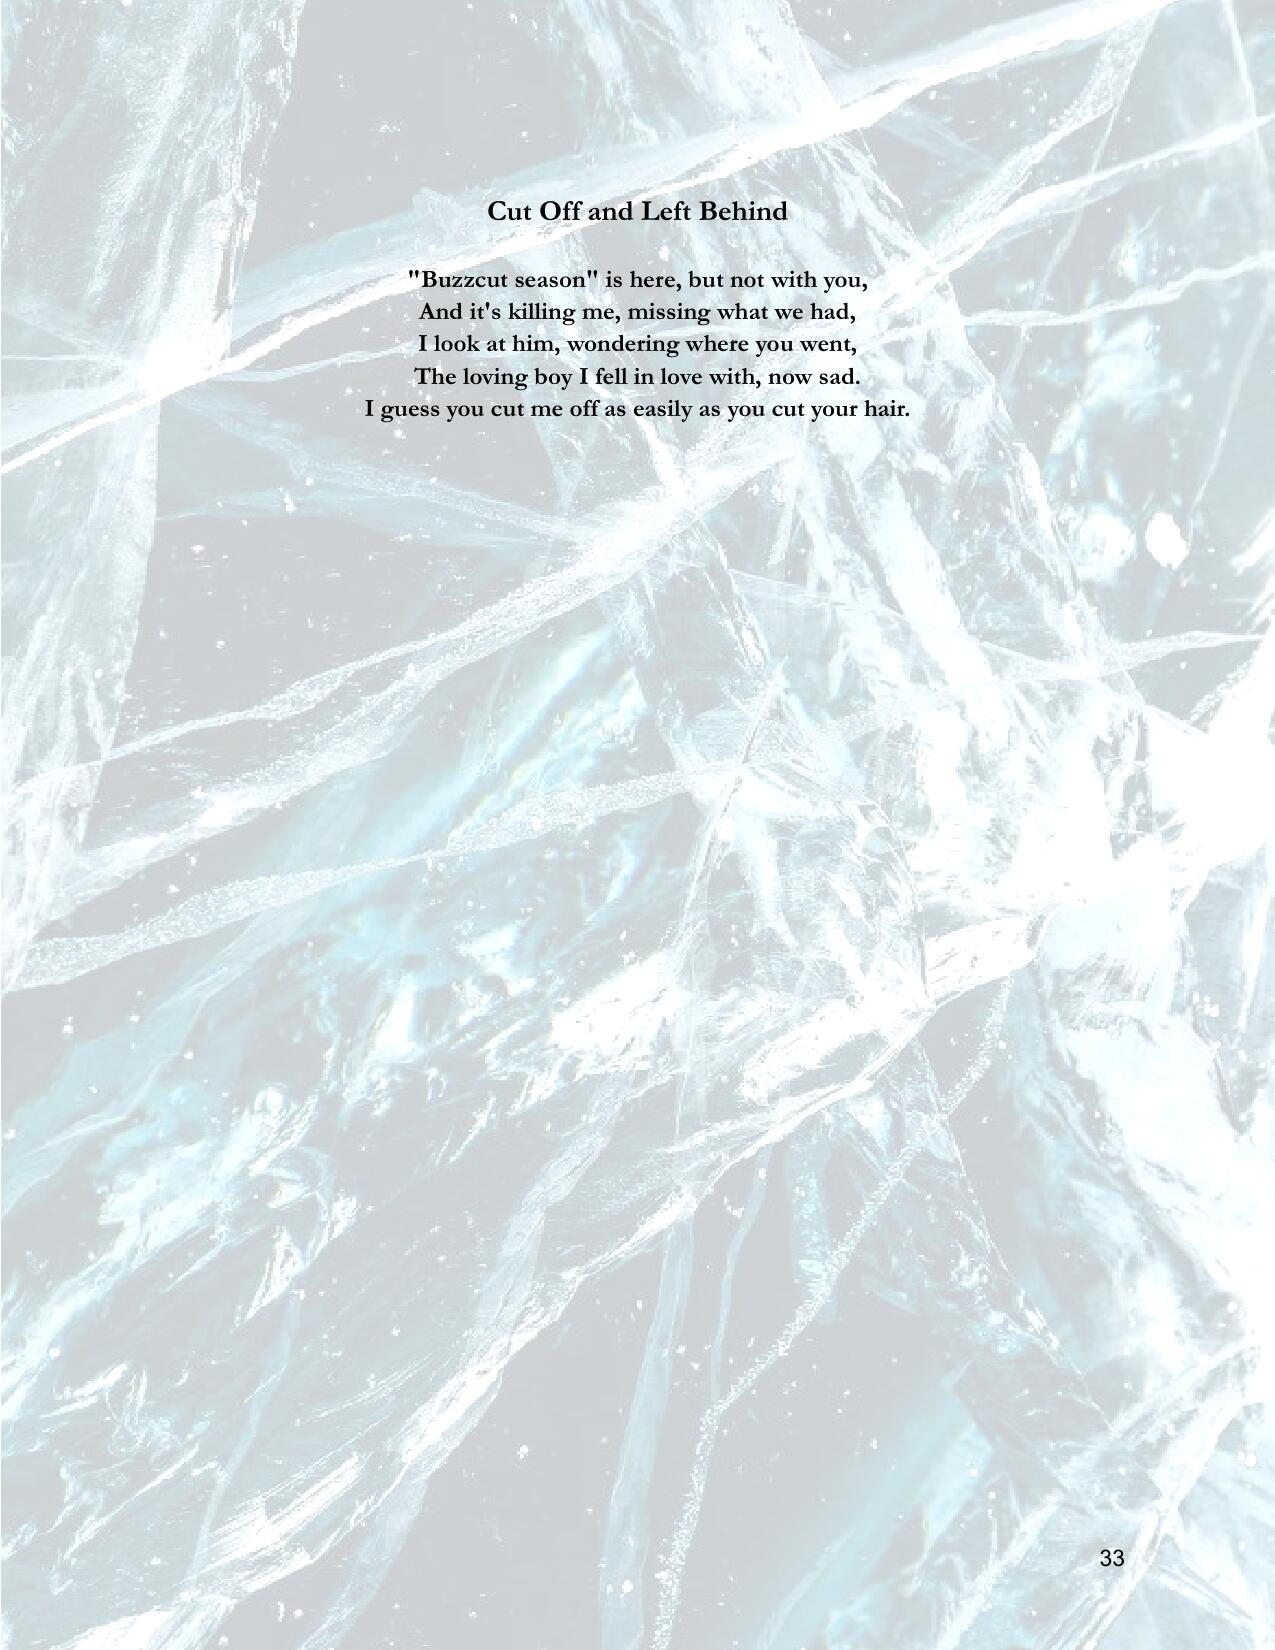 Cut Off and Left Behind
"Buzzcut season" is here, but not with you,
And it's killing me, missing what we had,
I look at him, wondering where you went,
The loving boy I fell in love with, now sad.
I guess you cut me off as easily as you cut your hair.
33